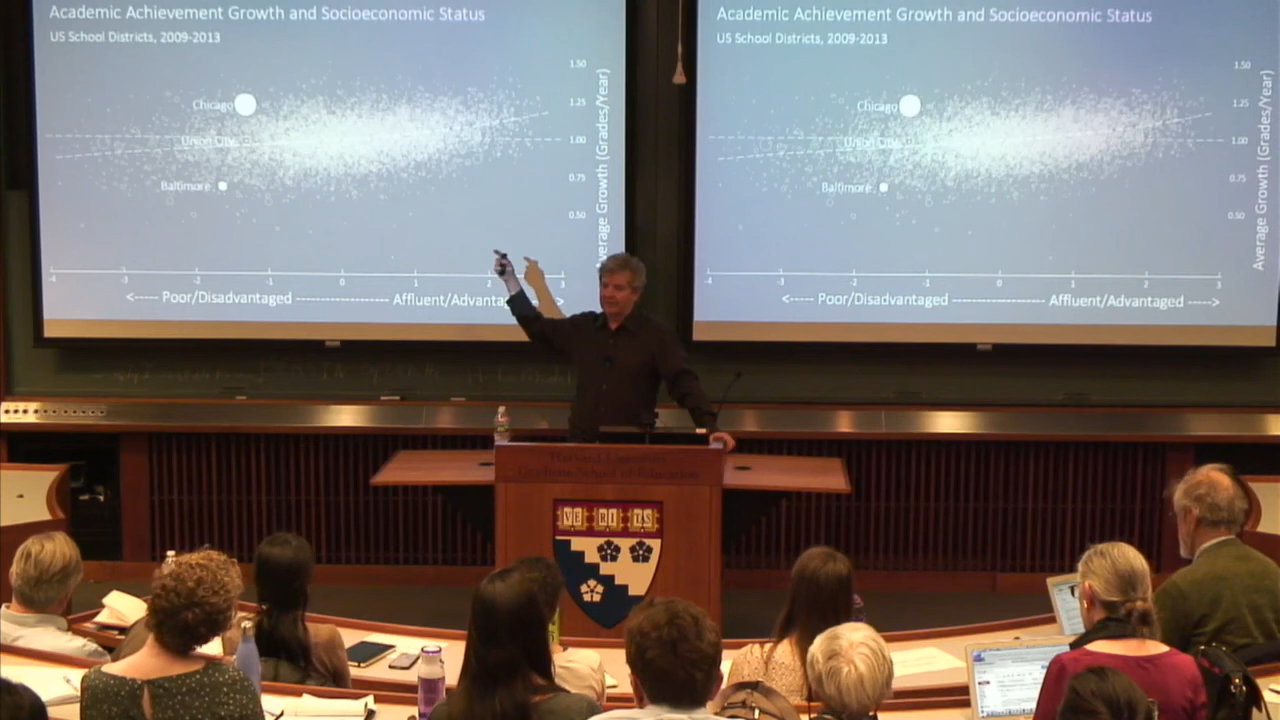 Academic Achievement Growth and Socioeconomic Status
US School Districts, 2009-2013
1.50
1.25
1.00
0.75
0.50
Average Growth (Grades/Year)
Chicago
Union City
Baltimore
-4 -3 -2 -1 0 1 2 3
<----- Poor/Disadvantaged ---------------- Affluent/Advanta
Academic Achievement Growth and Socioeconomic Status
US School Districts, 2009-2013
1.50
1.25
1.00
0.75
0.50
Average Growth (Grades/Year)
Chicago
Union City
Baltimore
-4 -3 -2 -1 0 1 2 3
<----- Poor/Disadvantaged ---------------- Affluent/Advantaged ----->
Graduate School of Education
VE RI TAS